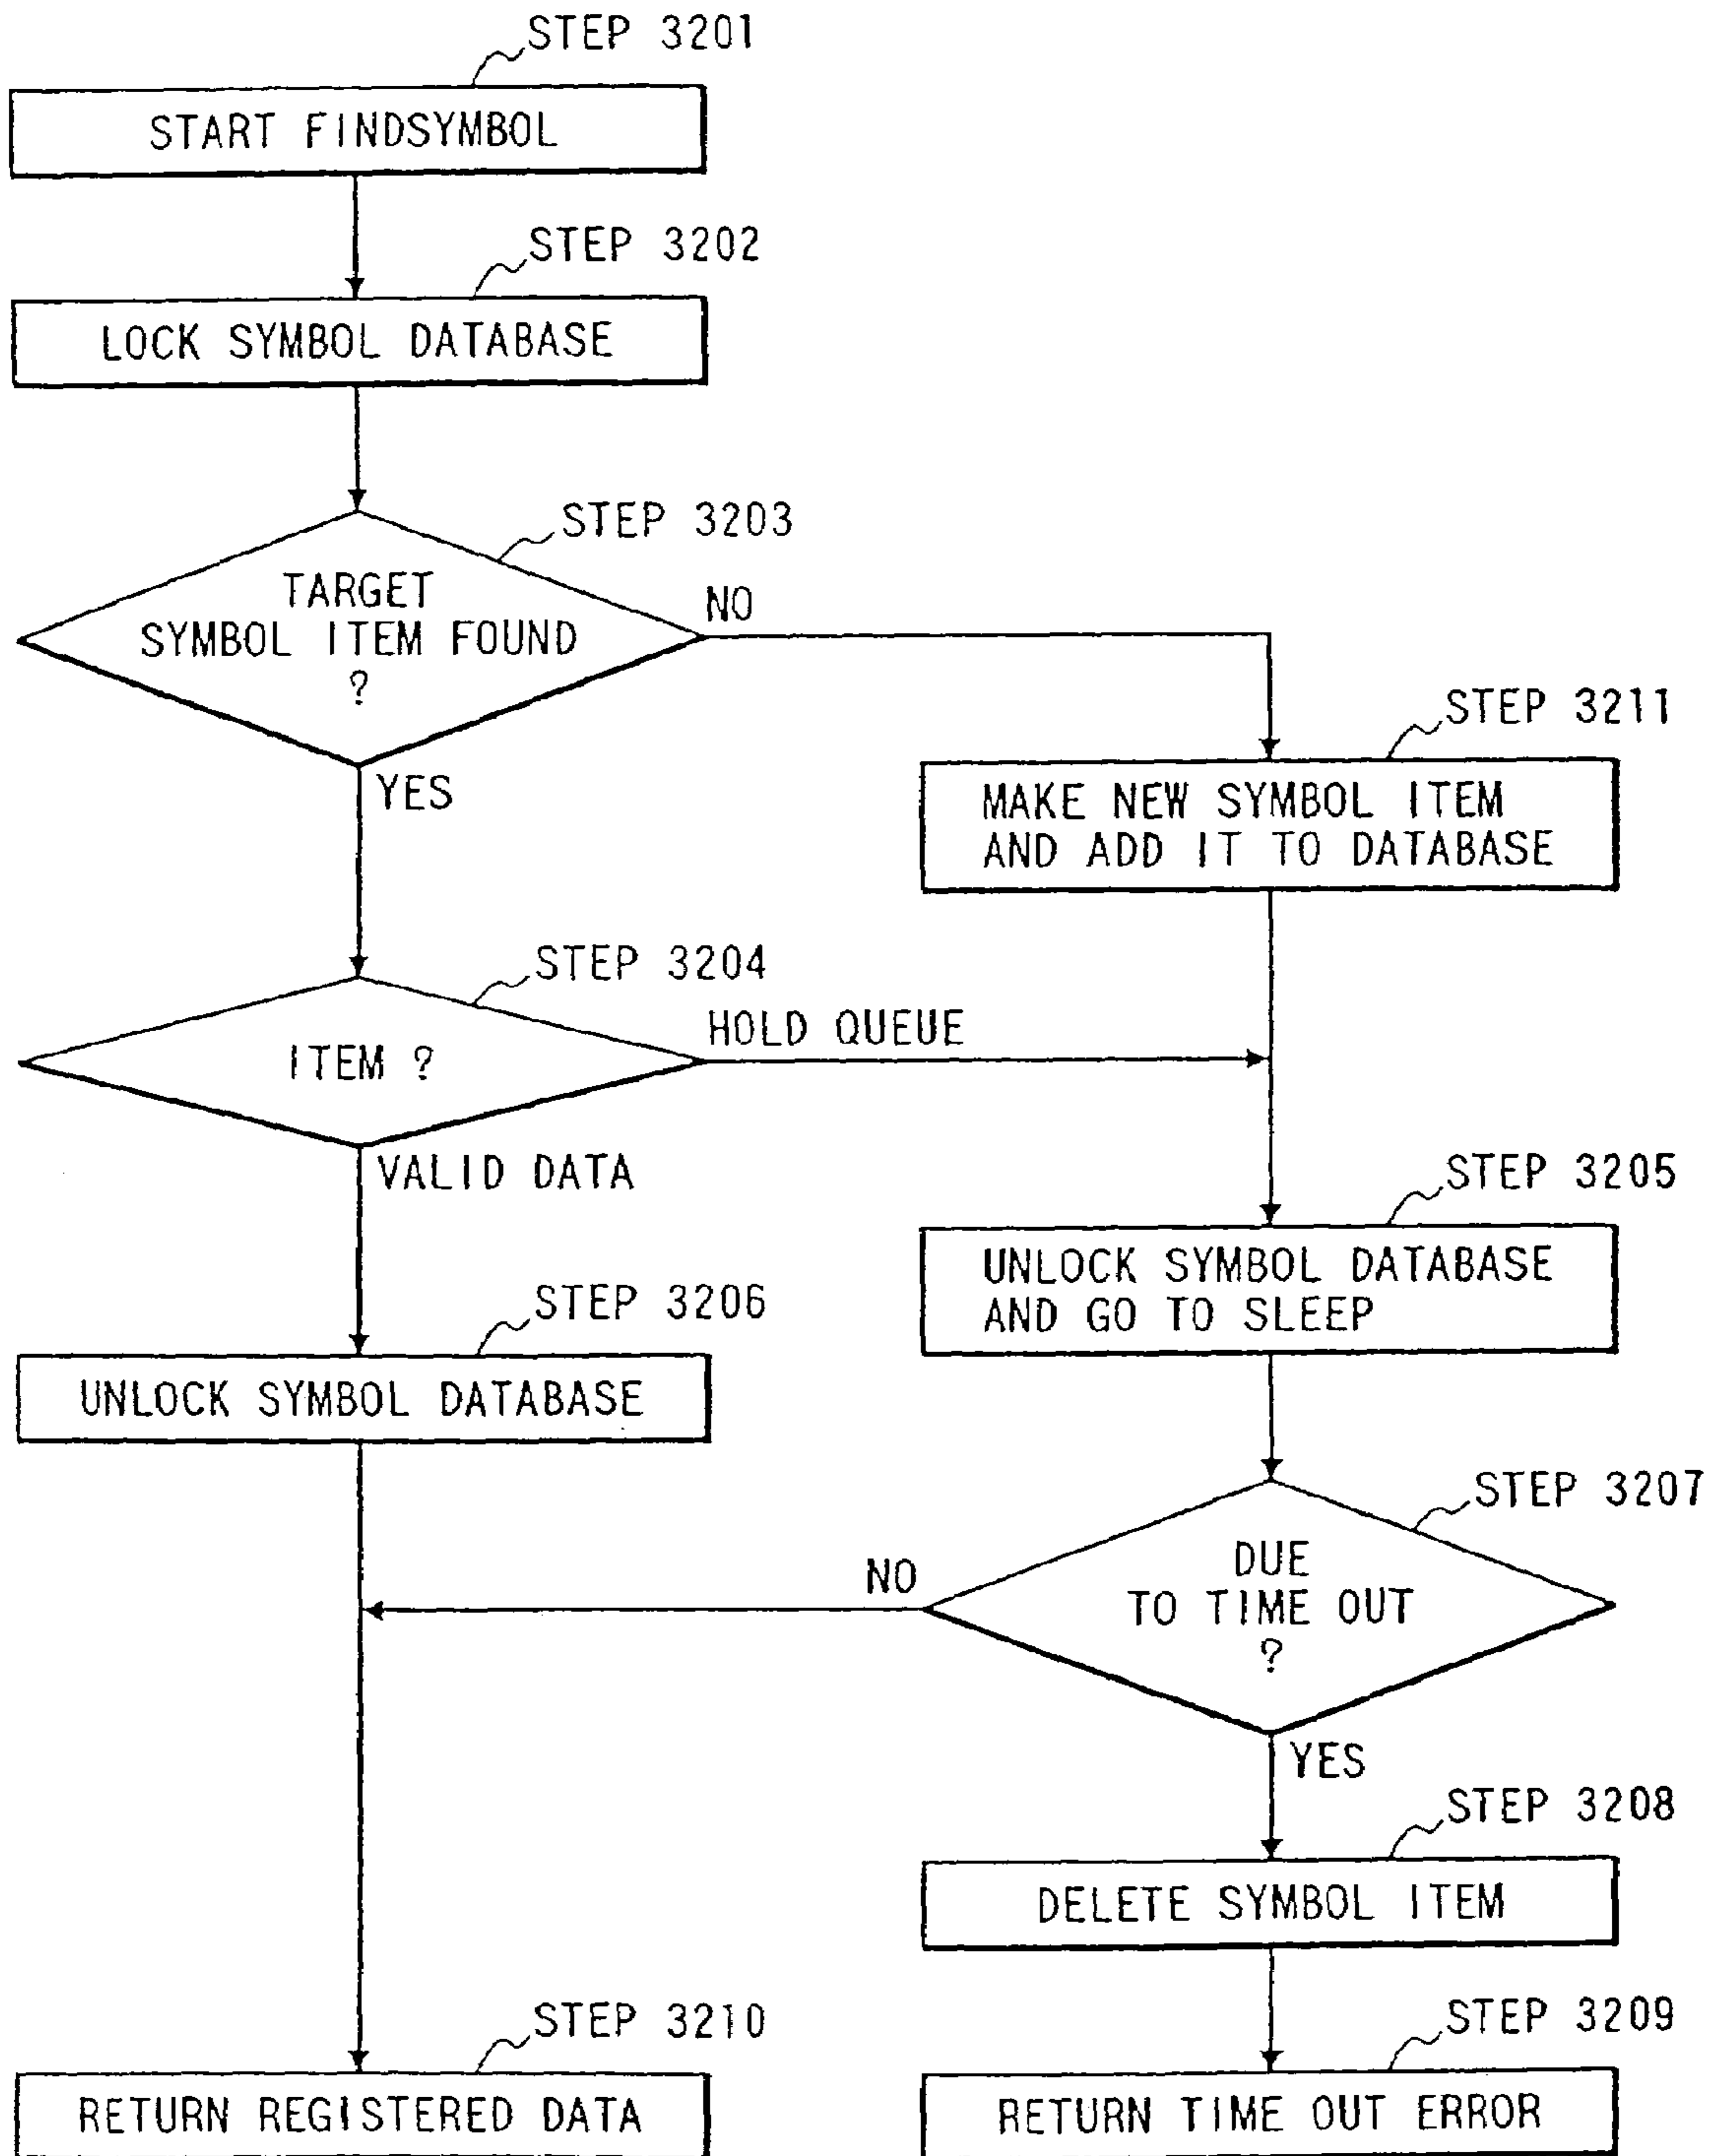 STEP 3201
START FINDSYMBOL
STEP 3202
LOCK SYMBOL DATABASE
STEP 3203
TARGET
SYMBOL ITEM FOUND
?
NO
YES
STEP 3211
MAKE NEW SYMBOL ITEM
AND ADD IT TO DATABASE
STEP 3204
ITEM ?
HOLD QUEUE
VALID DATA
STEP 3205
UNLOCK SYMBOL DATABASE
AND GO TO SLEEP
STEP 3206
UNLOCK SYMBOL DATABASE
STEP 3207
DUE
TO TIME OUT
?
NO
YES
STEP 3208
DELETE SYMBOL ITEM
STEP 3210
RETURN REGISTERED DATA
STEP 3209
RETURN TIME OUT ERROR